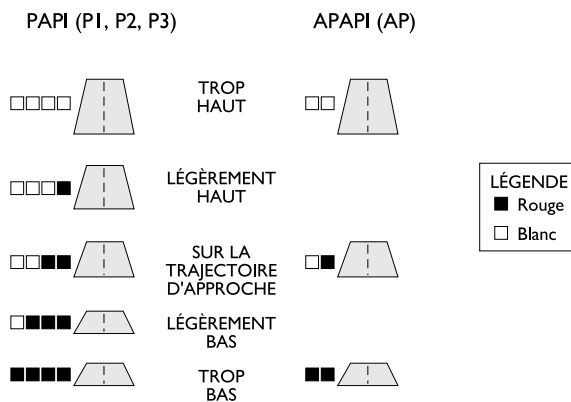 PAPI (P1, P2, P3)
APAPI (AP)
TROP
HAUT
LÉGÈREMENT
HAUT
SUR LA
TRAJECTOIRE
D'APPROCHE
LÉGÈREMENT
BAS
TROP
BAS
LÉGENDE
Rouge
Blanc